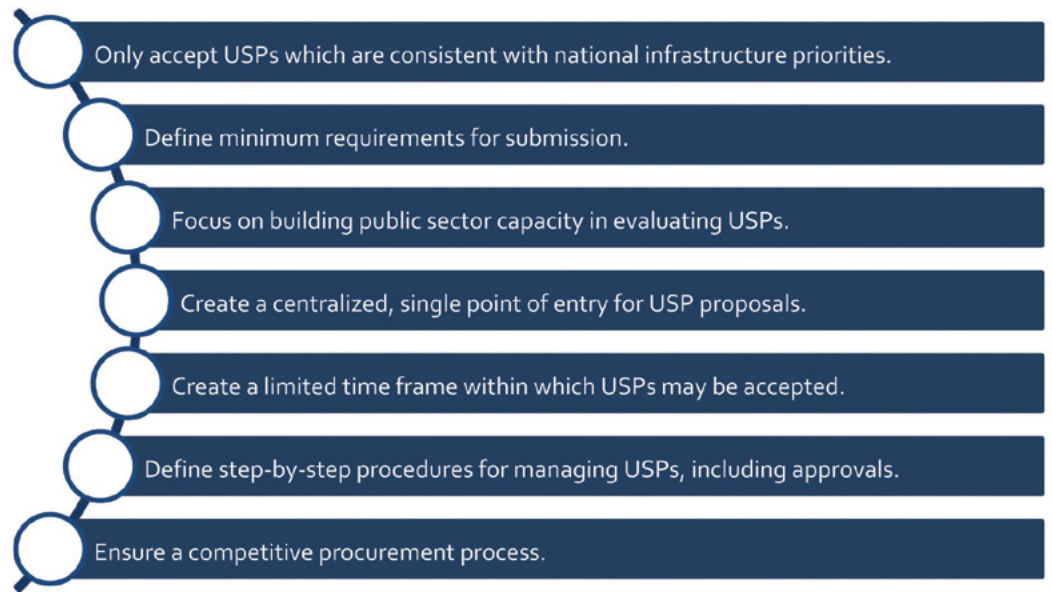 Only accept USPs which are consistent with national infrastructure priorities.
Define minimum requirements for submission.
Focus on building public sector capacity in evaluating USPs.
Create a centralized, single point of entry for USP proposals.
Create a limited time frame within which USPs may be accepted.
Define step-by-step procedures for managing USPs, including approvals.
Ensure a competitive procurement process.